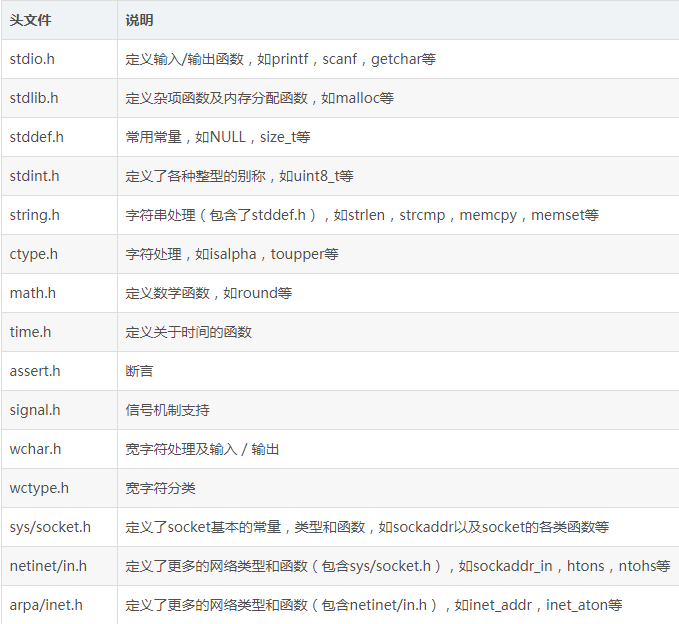 头文件 说明
stdio.h 定义输入/输出函数，如printf，scanf，getchar等
stdlib.h 定义杂项函数及内存分配函数，如malloc等
stddef.h 常用常量，如NULL，size_t等
stdint.h 定义了各种整型的别称，如uint8_t等
string.h 字符串处理（包含了stddef.h），如strlen，strcmp，memcpy，memset等
ctype.h 字符处理，如isalpha，toupper等
math.h 定义数学函数，如round等
time.h 定义关于时间的函数
assert.h 断言
signal.h 信号机制支持
wchar.h 宽字符处理及输入／输出
wctype.h 宽字符分类
sys/socket.h 定义了socket基本的常量，类型和函数，如sockaddr以及socket的各类函数等
netinet/in.h 定义了更多的网络类型和函数（包含sys/socket.h），如sockaddr_in，htons，ntohs等
arpa/inet.h 定义了更多的网络类型和函数（包含netinet/in.h），如inet_addr，inet_aton等